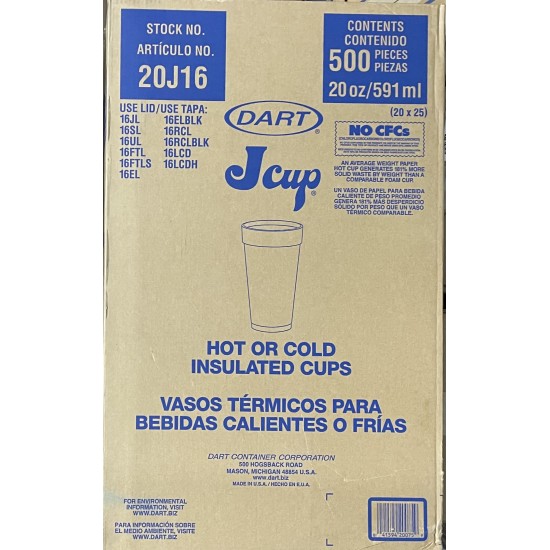 STOCK NO.
ARTÍCULO NO.
20J16
CONTENTS
CONTENIDO
500 PIECES
PIEZAS
20 oz/591 ml
(20 x 25)
USE LID/USE TAPA:
16JL 16ELBLK
16SL 16RCL
16UL 16RCLBLK
16FTL 16LCD
16FTLS 16LCDH
16EL
DART®
J cup®
NO CFCs
AN AVERAGE WEIGHT PAPER
HOT CUP GENERATES 161% MORE
SOLID WASTE BY WEIGHT THAN A
COMPARABLE FOAM CUP.
UN VASO DE PAPEL PARA BEBIDA
CALIENTE DE PESO PROMEDIO
GENERA 161% MÁS DESPERDICIO
SÓLIDO POR PESO QUE UN VASO
TÉRMICO COMPARABLE.
HOT OR COLD
INSULATED CUPS
VASOS TÉRMICOS PARA
BEBIDAS CALIENTES O FRÍAS
DART CONTAINER CORPORATION
500 HOGSBACK ROAD
MASON, MICHIGAN 48854 U.S.A.
www.dart.biz
MADE IN U.S.A. / HECHO EN E.U.A.
FOR ENVIRONMENTAL
INFORMATION, VISIT
WWW.DART.BIZ
PARA INFORMACIÓN SOBRE
EL MEDIO AMBIENTE, VISITE
WWW.DART.BIZ